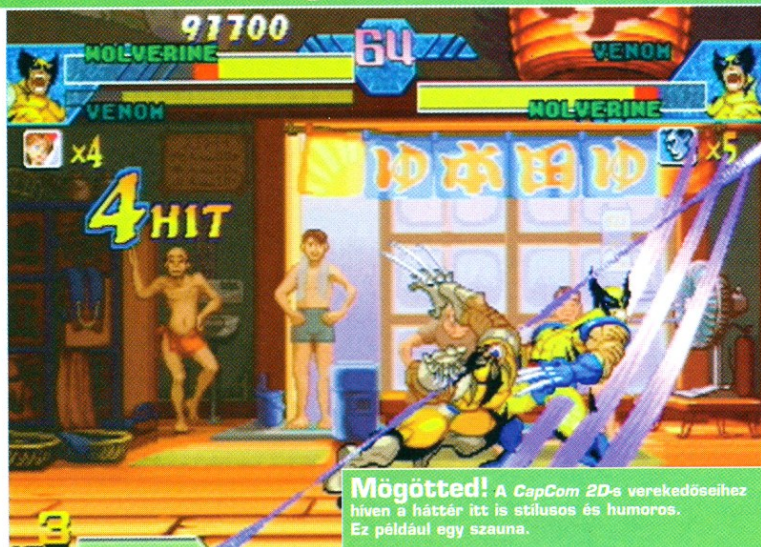 97700
WOLVERINE
64
VENOM
VENOM
WOLVERINE
x4
x5
4 HIT
ゆ 本 田 ゆ
3
Mögötted! A CapCom 2D-s verekedőseihez
híven a háttér itt is stílusos és humoros.
Ez például egy szauna.